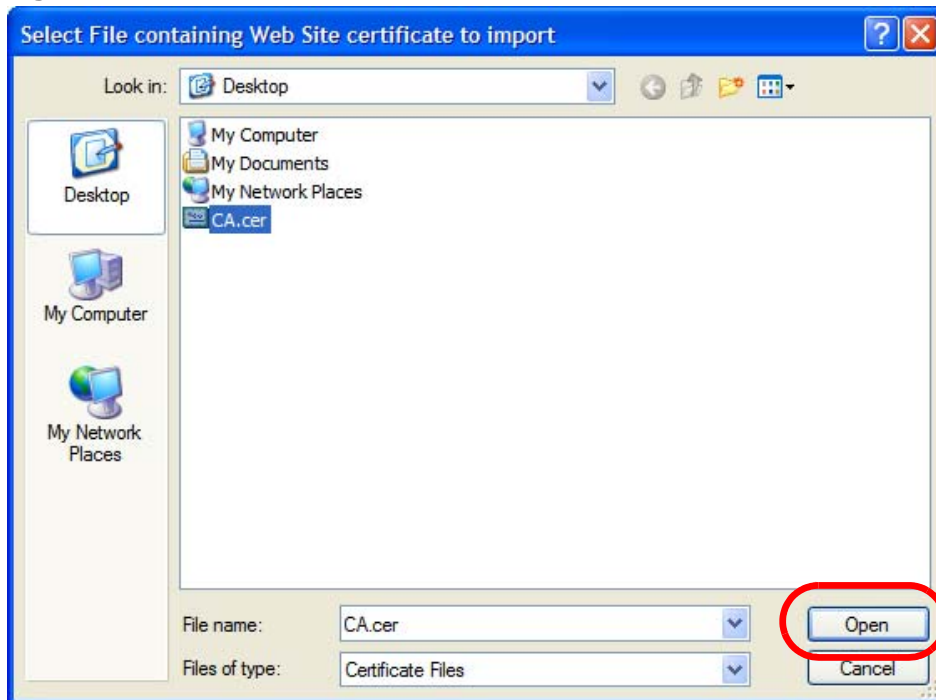 Select File containing Web Site certificate to import
Look in: Desktop
My Computer
My Documents
My Network Places
CA.cer
Desktop
My Computer
My Network
Places
File name: CA.cer Open
Files of type: Certificate Files Cancel